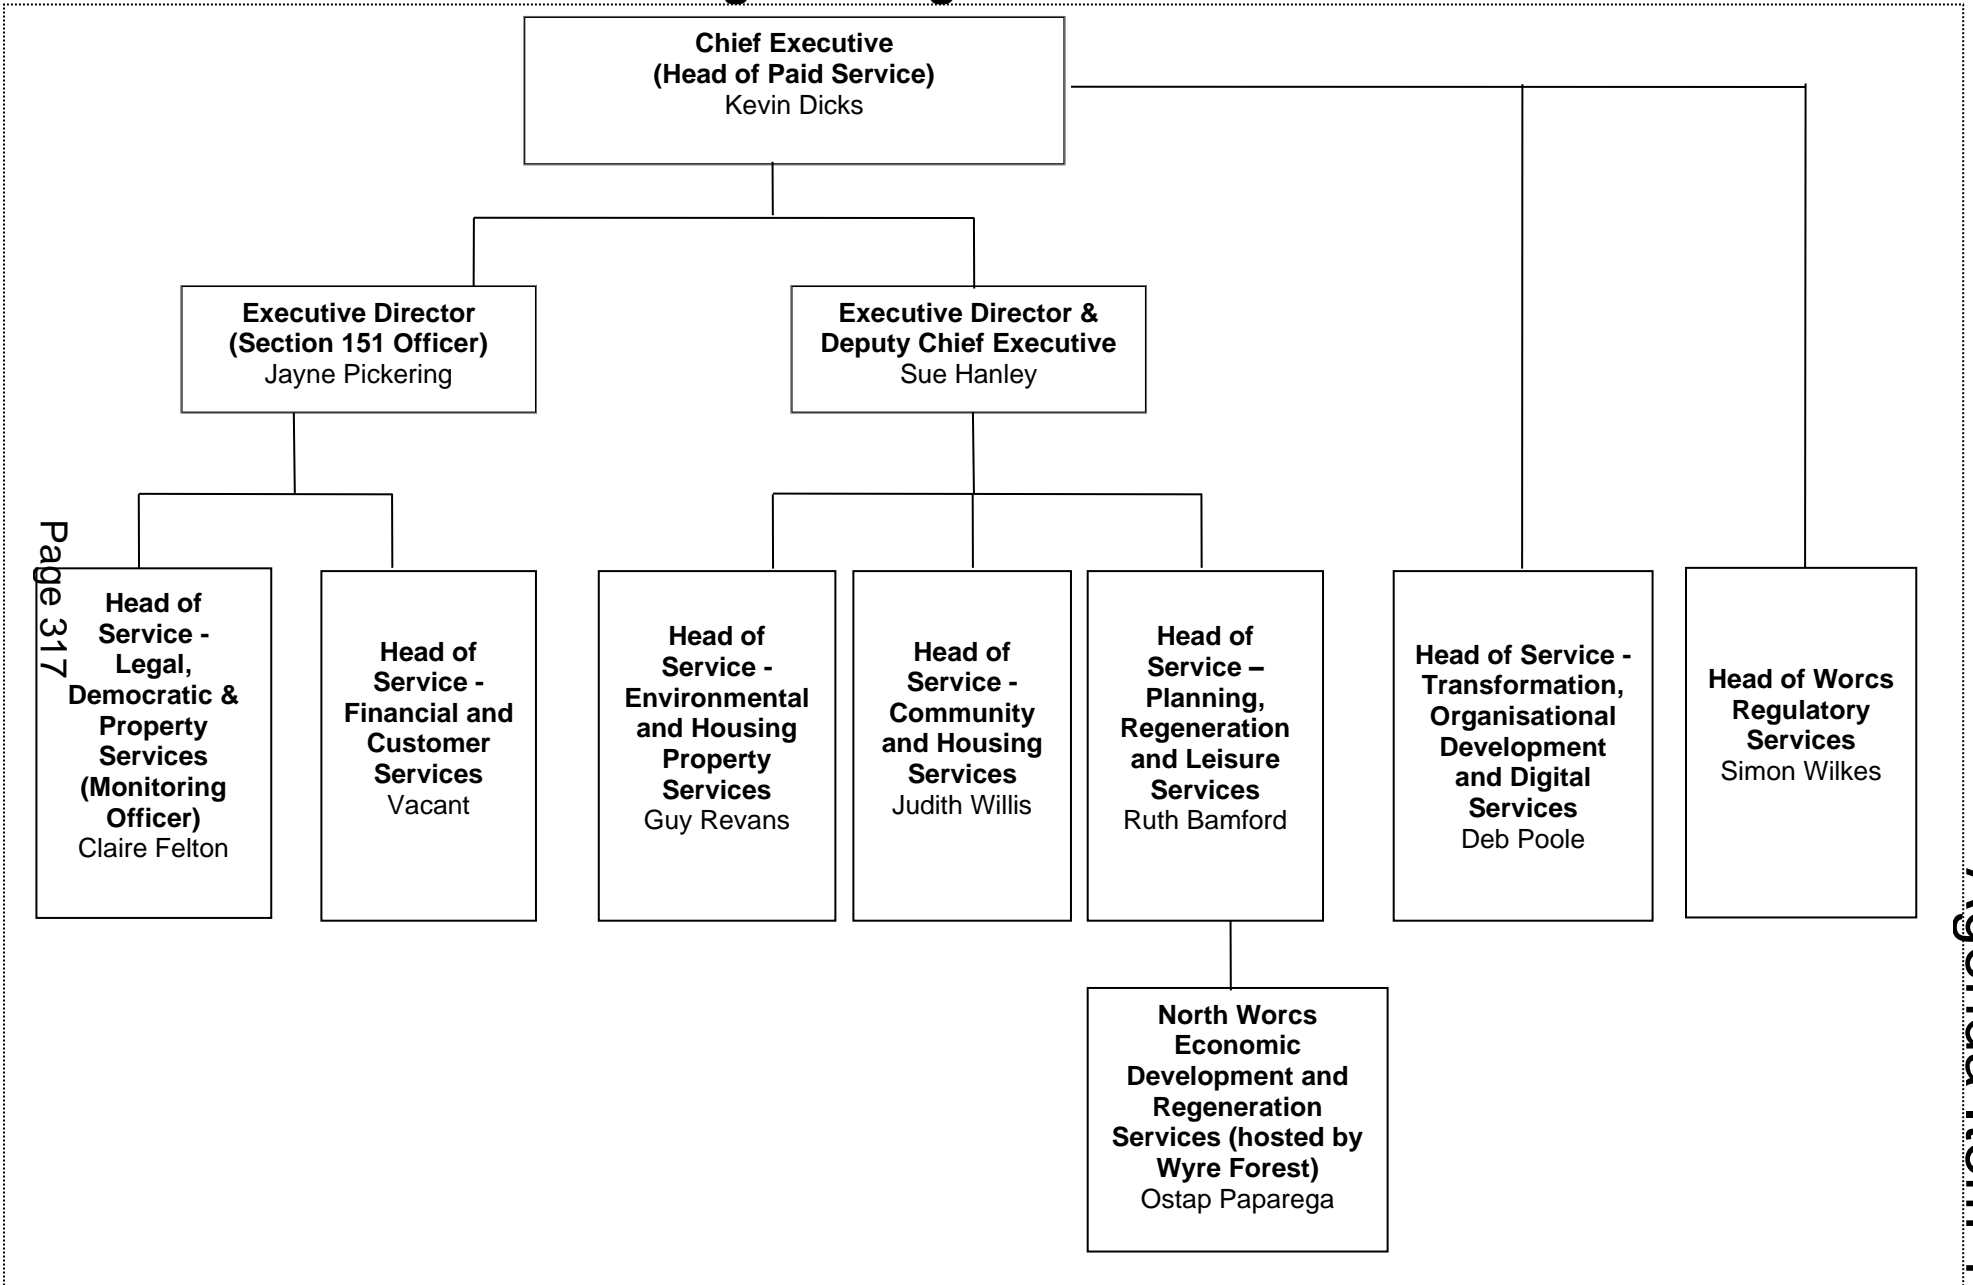 Chief Executive
(Head of Paid Service)
Kevin Dicks
Executive Director
(Section 151 Officer)
Jayne Pickering
Executive Director &
Deputy Chief Executive
Sue Hanley
Page 317
Head of
Service -
Legal,
Democratic &
Property
Services
(Monitoring
Officer)
Claire Felton
Head of
Service -
Financial and
Customer
Services
Vacant
Head of
Service -
Environmental
and Housing
Property
Services
Guy Revans
Head of
Service -
Community
and Housing
Services
Judith Willis
Head of
Service –
Planning,
Regeneration
and Leisure
Services
Ruth Bamford
Head of Service -
Transformation,
Organisational
Development
and Digital
Services
Deb Poole
Head of Worcs
Regulatory
Services
Simon Wilkes
North Worcs
Economic
Development and
Regeneration
Services (hosted by
Wyre Forest)
Ostap Paparega
Agenda Item